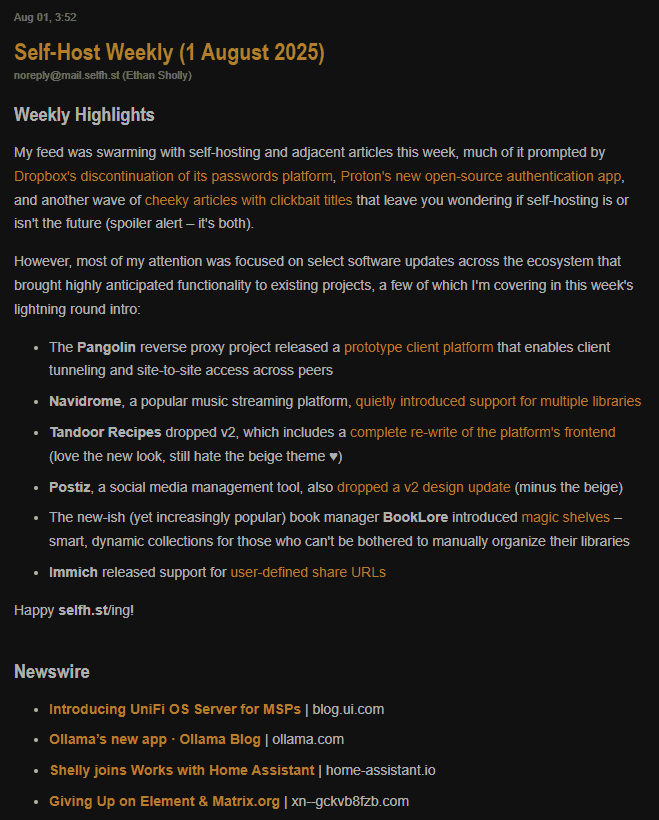 Aug 01, 3:52
Self-Host Weekly (1 August 2025)
noreply@mail.selfh.st (Ethan Sholly)
Weekly Highlights
My feed was swarming with self-hosting and adjacent articles this week, much of it prompted by
Dropbox's discontinuation of its passwords platform, Proton's new open-source authentication app,
and another wave of cheeky articles with clickbait titles that leave you wondering if self-hosting is or
isn't the future (spoiler alert – it's both).
However, most of my attention was focused on select software updates across the ecosystem that
brought highly anticipated functionality to existing projects, a few of which I'm covering in this week's
lightning round intro:
• The Pangolin reverse proxy project released a prototype client platform that enables client
tunneling and site-to-site access across peers
• Navidrome, a popular music streaming platform, quietly introduced support for multiple libraries
• Tandoor Recipes dropped v2, which includes a complete re-write of the platform's frontend
(love the new look, still hate the beige theme ♥)
• Postiz, a social media management tool, also dropped a v2 design update (minus the beige)
• The new-ish (yet increasingly popular) book manager BookLore introduced magic shelves –
smart, dynamic collections for those who can't be bothered to manually organize their libraries
• Immich released support for user-defined share URLs
Happy selfh.st/ing!
Newswire
• Introducing UniFi OS Server for MSPs | blog.ui.com
• Ollama's new app · Ollama Blog | ollama.com
• Shelly joins Works with Home Assistant | home-assistant.io
• Giving Up on Element & Matrix.org | xn--gckvb8fzb.com